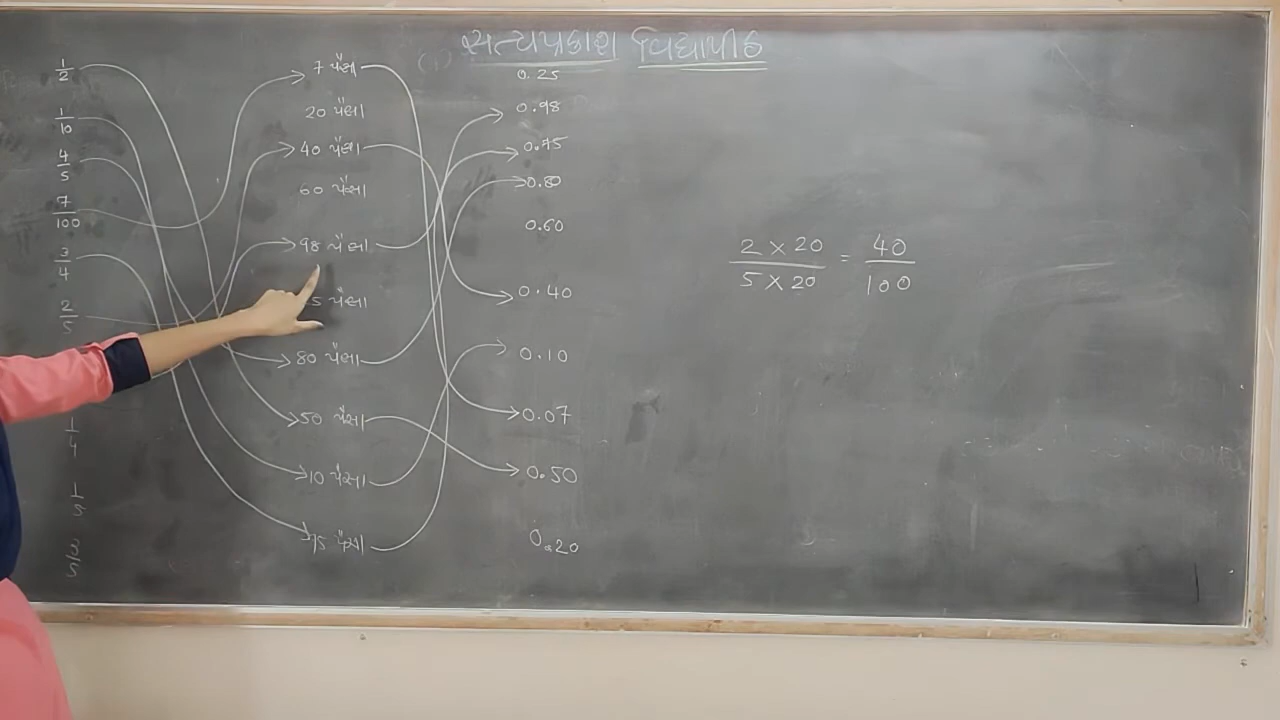 સત્યપ્રકાશ વિદ્યાપીઠ
1/2
1/10
4/5
7/100
3/4
2/5
1/4
1/5
3/5
7 પૈસા
20 પૈસા
40 પૈસા
60 પૈસા
98 પૈસા
5 પૈસા
80 પૈસા
50 પૈસા
10 પૈસા
75 પૈસા
0.25
0.98
0.75
0.80
0.60
0.40
0.10
0.07
0.50
0.20
2 × 20 / 5 × 20 = 40 / 100